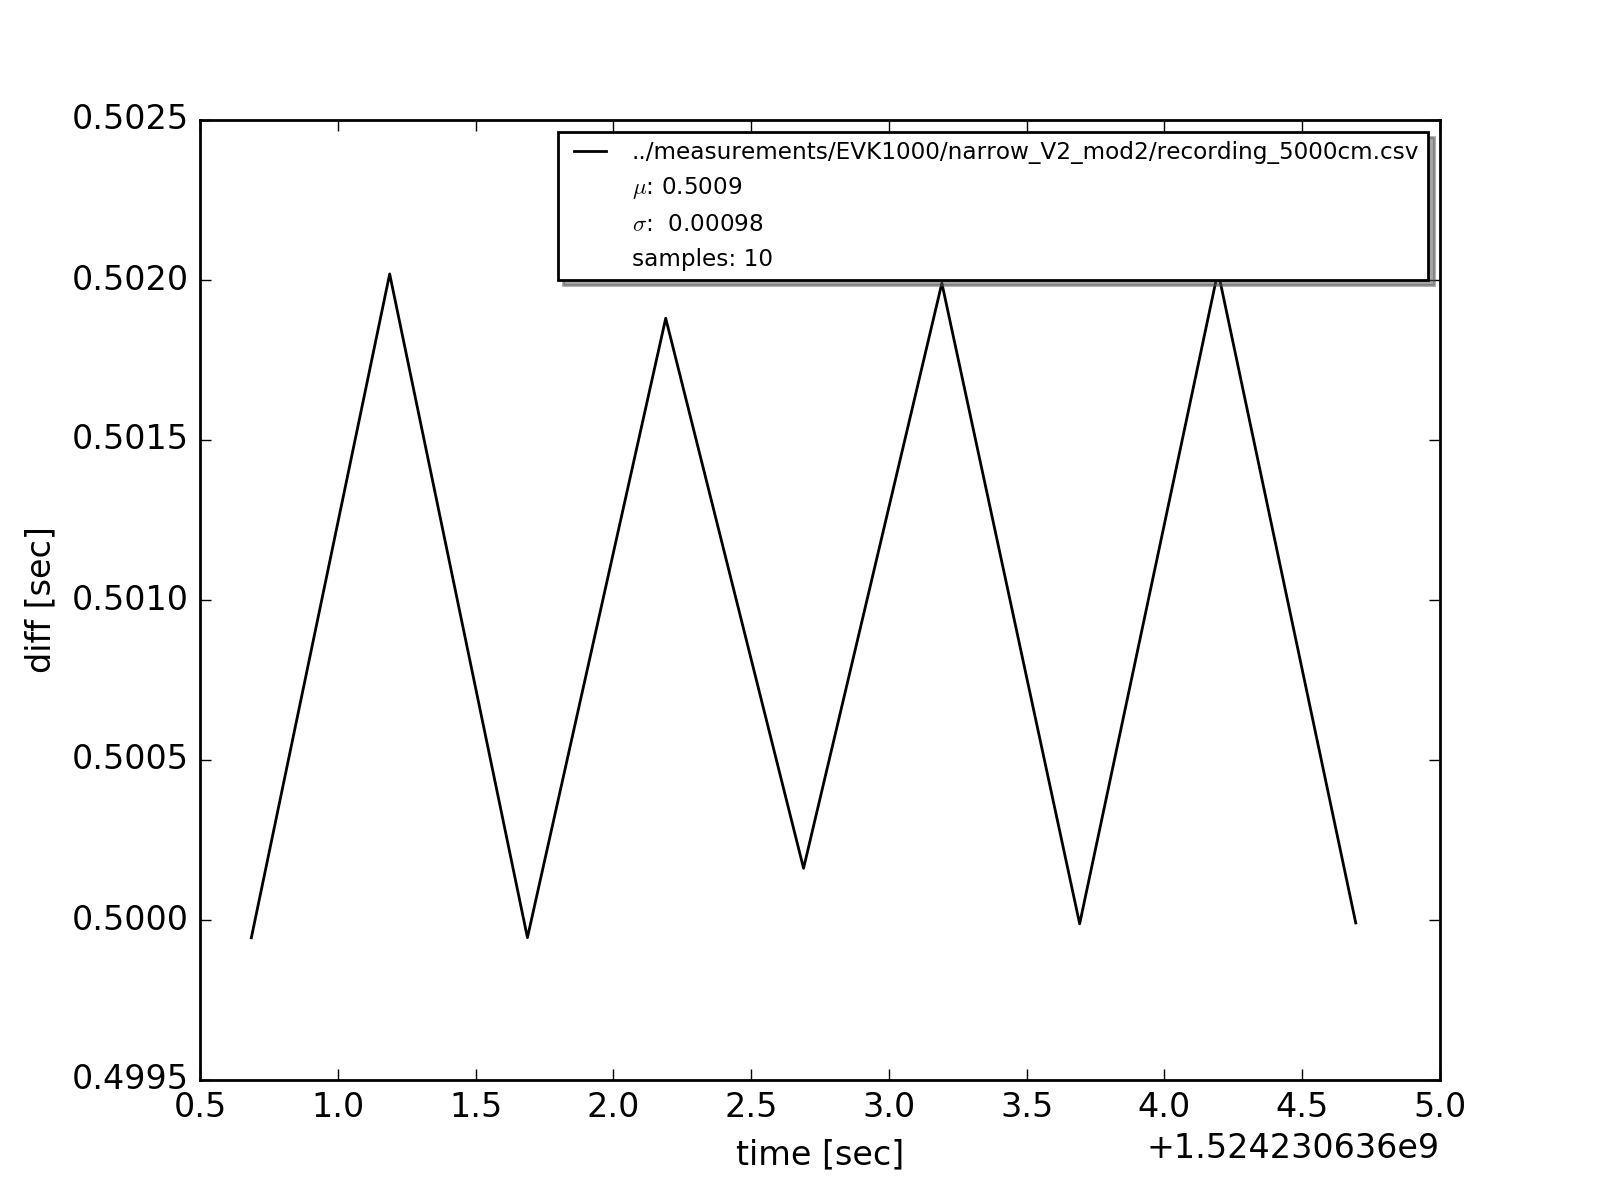 0.5025
0.5020
0.5015
0.5010
0.5005
0.5000
0.4995
diff [sec]
../measurements/EVK1000/narrow_V2_mod2/recording_5000cm.csv
μ: 0.5009
σ: 0.00098
samples: 10
0.5 1.0 1.5 2.0 2.5 3.0 3.5 4.0 4.5 5.0
time [sec]
+1.524230636e9